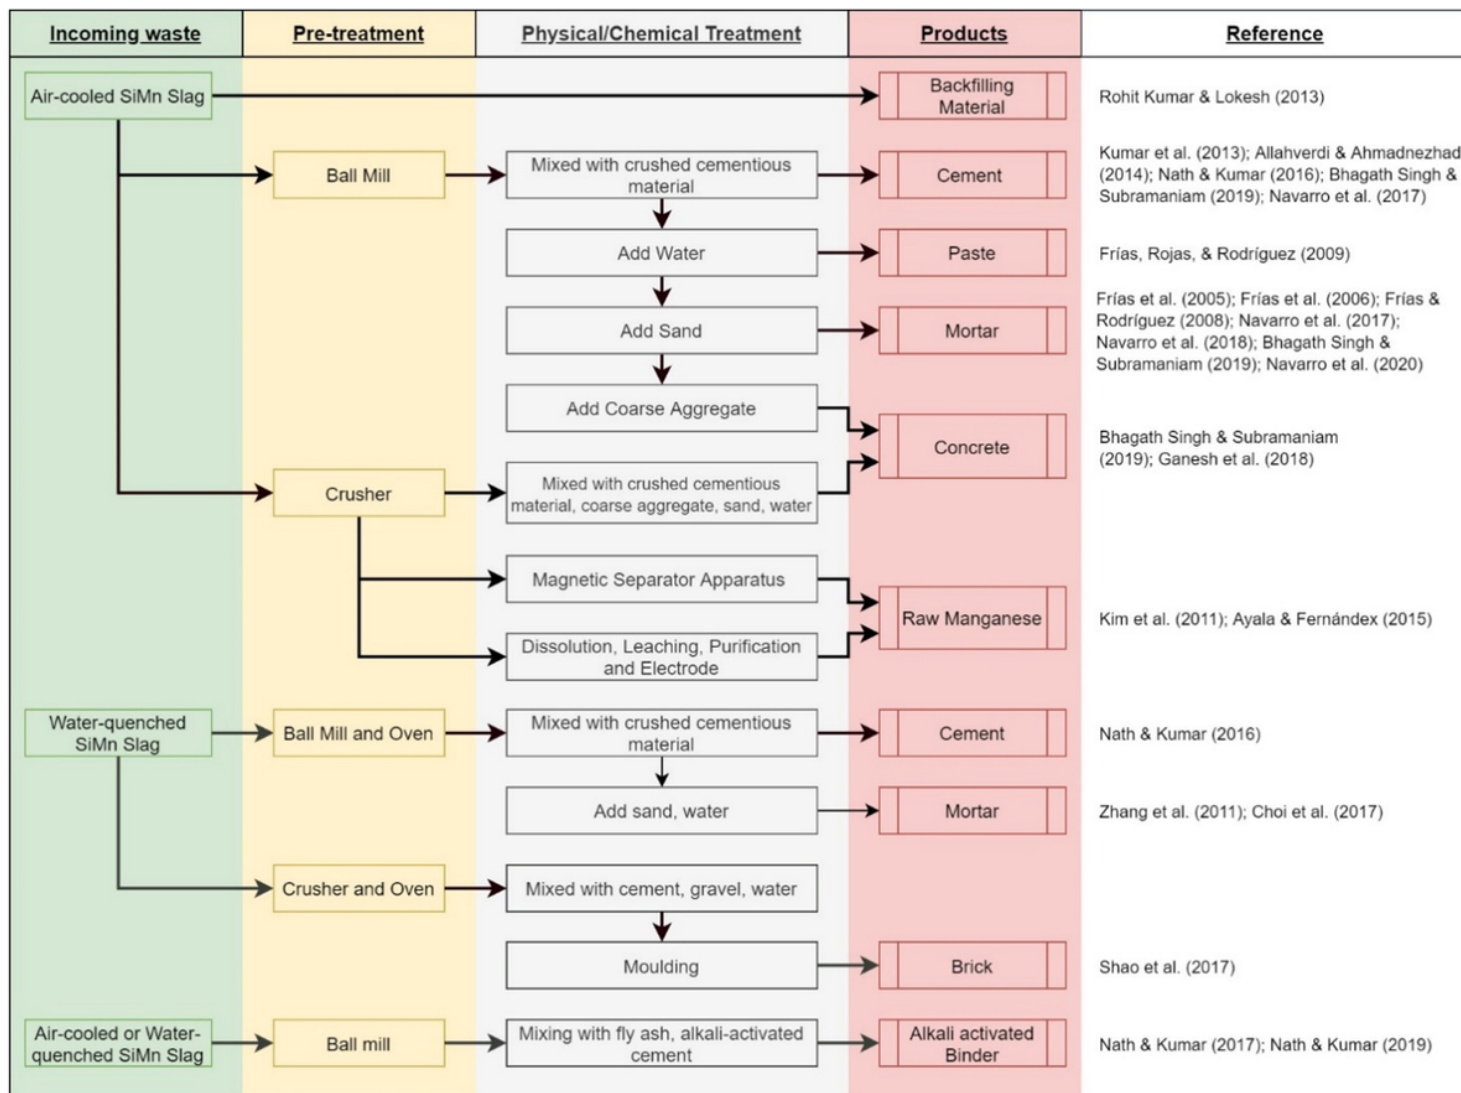 Incoming waste
Pre-treatment
Physical/Chemical Treatment
Products
Reference
Air-cooled SiMn Slag
Backfilling
Material
Rohit Kumar & Lokesh (2013)
Ball Mill
Mixed with crushed cementious
material
Cement
Kumar et al. (2013); Allahverdi & Ahmadnezhad
(2014); Nath & Kumar (2016); Bhagath Singh &
Subramaniam (2019); Navarro et al. (2017)
Add Water
Paste
Frías, Rojas, & Rodríguez (2009)
Add Sand
Mortar
Frías et al. (2005); Frías et al. (2006); Frías &
Rodríguez (2008); Navarro et al. (2017);
Navarro et al. (2018); Bhagath Singh &
Subramaniam (2019); Navarro et al. (2020)
Add Coarse Aggregate
Concrete
Bhagath Singh & Subramaniam
(2019); Ganesh et al. (2018)
Crusher
Mixed with crushed cementious
material, coarse aggregate, sand, water
Magnetic Separator Apparatus
Raw Manganese
Kim et al. (2011); Ayala & Fernández (2015)
Dissolution, Leaching, Purification
and Electrode
Water-quenched
SiMn Slag
Ball Mill and Oven
Mixed with crushed cementious
material
Cement
Nath & Kumar (2016)
Add sand, water
Mortar
Zhang et al. (2011); Choi et al. (2017)
Crusher and Oven
Mixed with cement, gravel, water
Moulding
Brick
Shao et al. (2017)
Air-cooled or Water-
quenched SiMn Slag
Ball mill
Mixing with fly ash, alkali-activated
cement
Alkali activated
Binder
Nath & Kumar (2017); Nath & Kumar (2019)